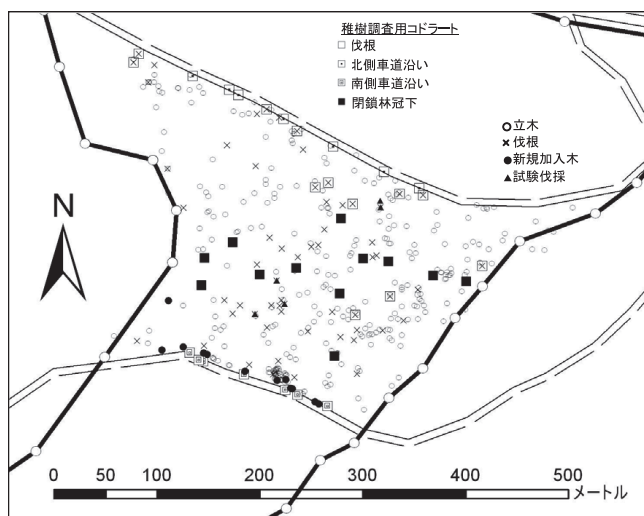 稚樹調査用コドラート
伐根
北側車道沿い
南側車道沿い
閉鎖林冠下
立木
伐根
新規加入木
試験伐採
N
0 50 100 200 300 400 500 メートル